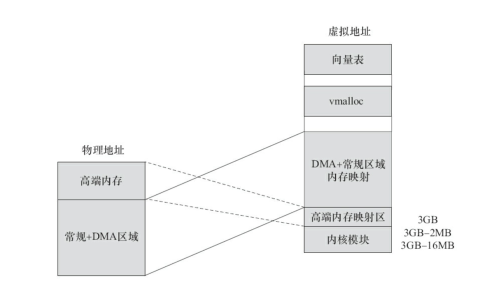 虚拟地址
向量表
vmalloc
物理地址
高端内存
常规+DMA区域
DMA+常规区域
内存映射
高端内存映射区
内核模块
3GB
3GB-2MB
3GB-16MB